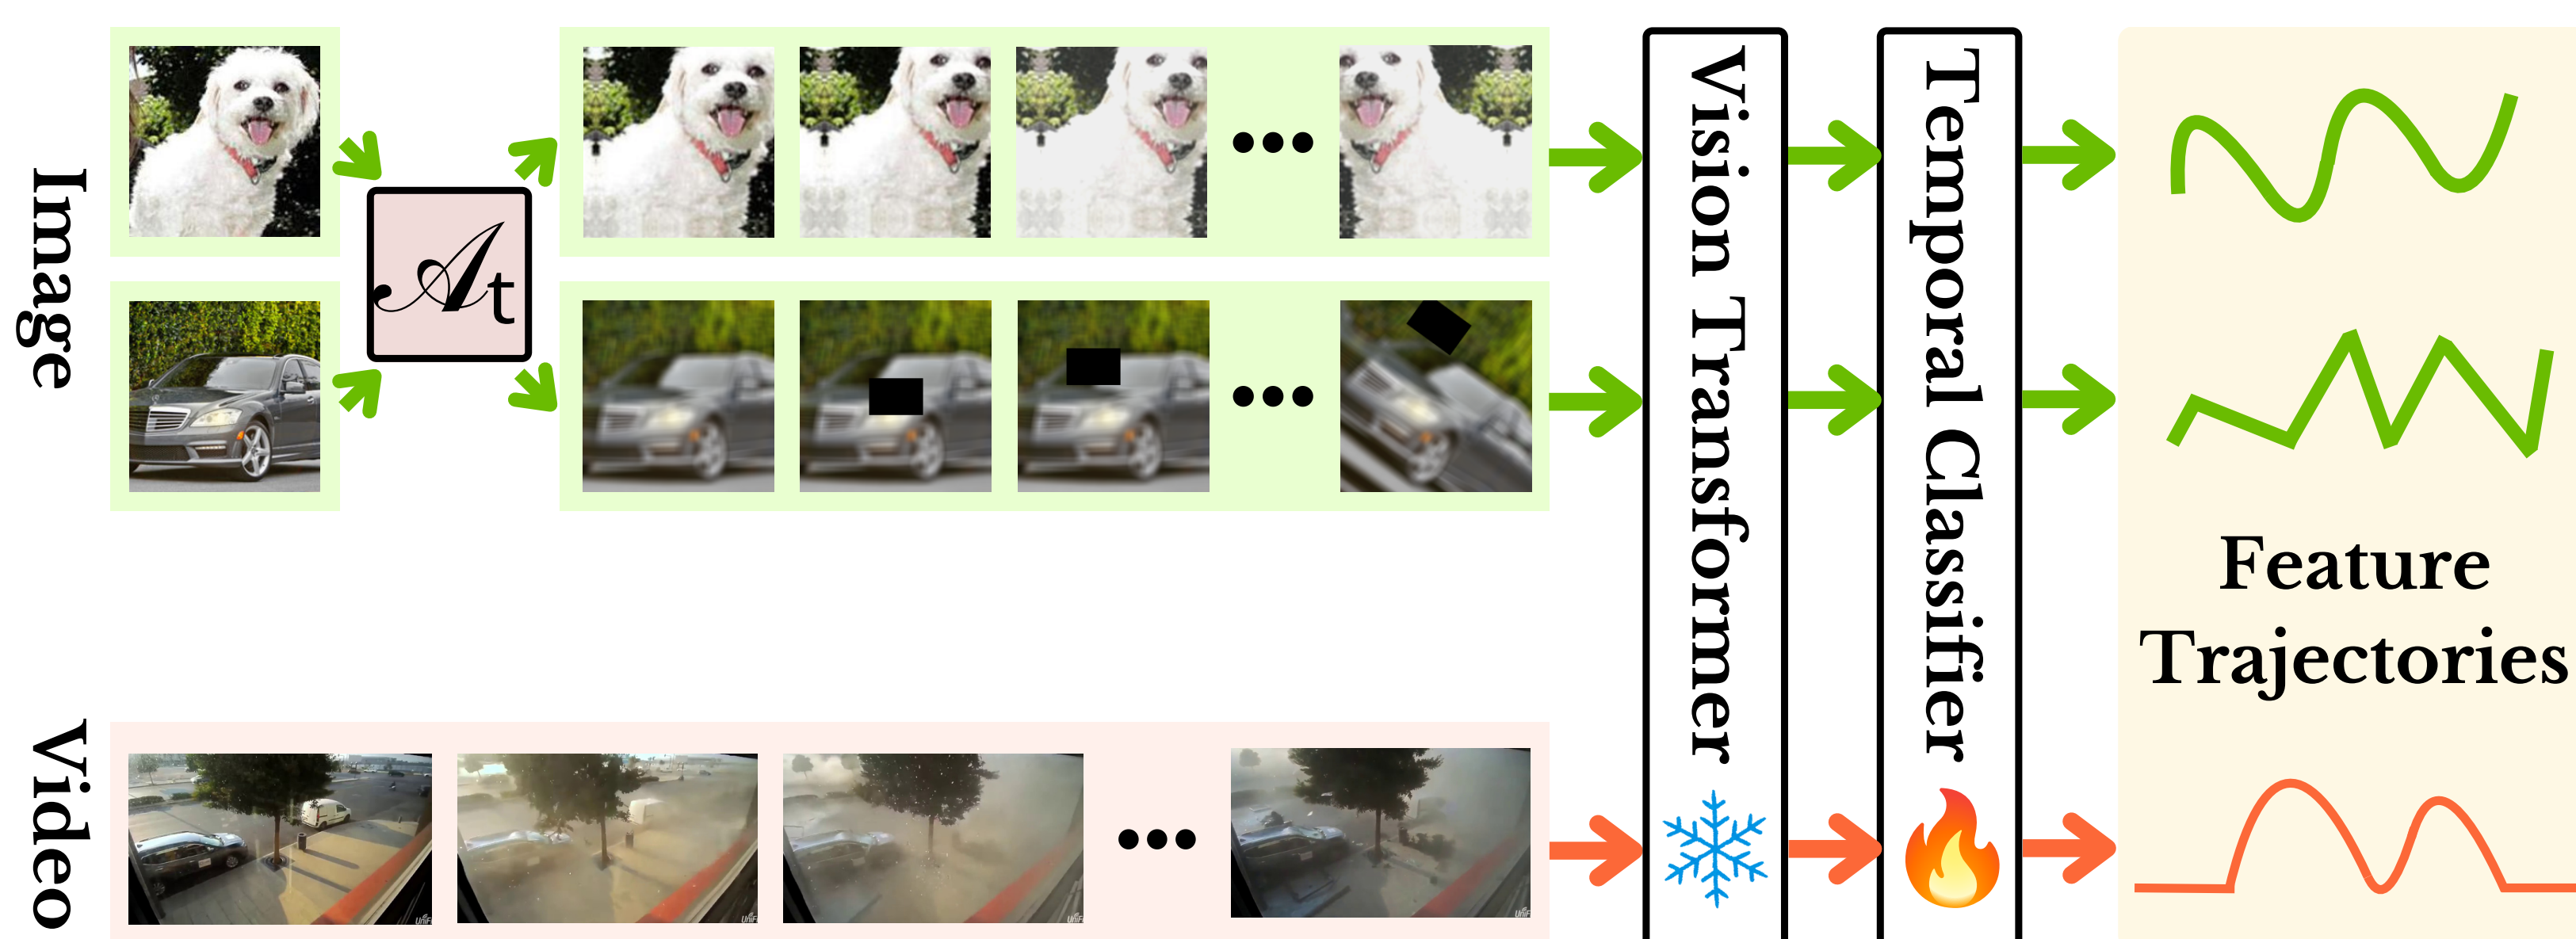 Image
𝒜t
Vision Transformer
Temporal Classifier
Feature
Trajectories
Video